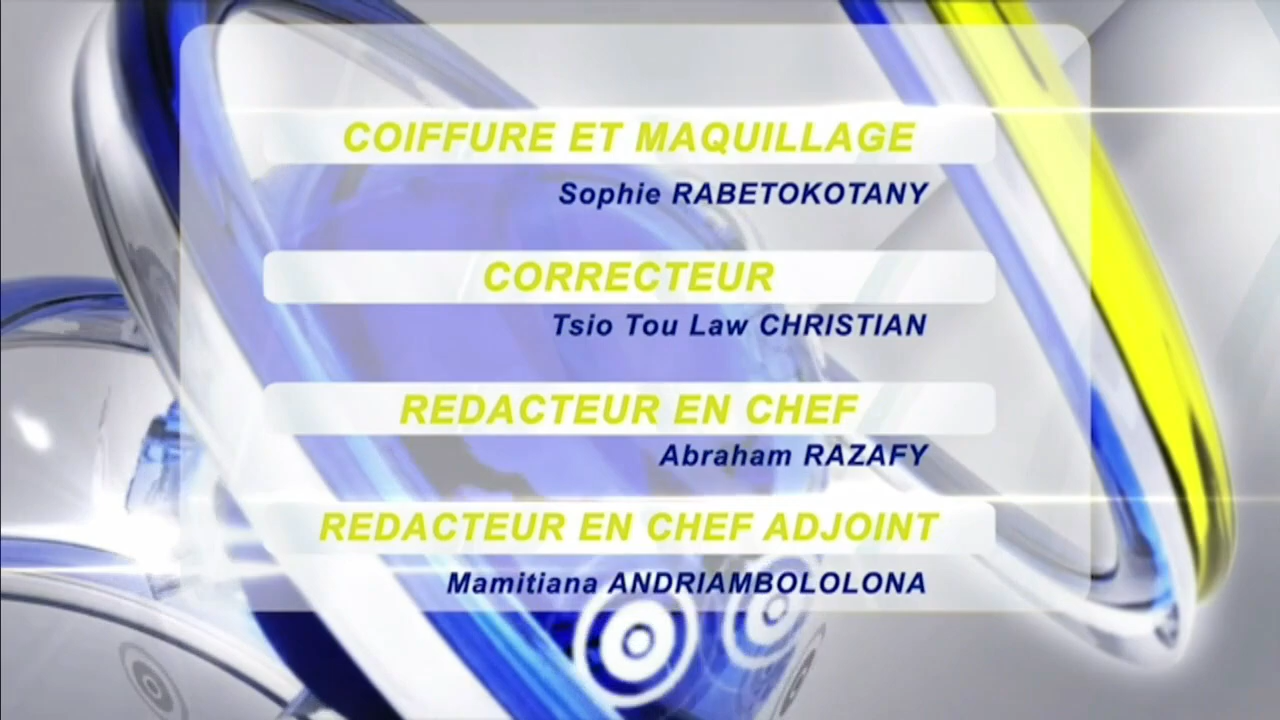 COIFFURE ET MAQUILLAGE
Sophie RABETOKOTANY
CORRECTEUR
Tsio Tou Law CHRISTIAN
REDACTEUR EN CHEF
Abraham RAZAFY
REDACTEUR EN CHEF ADJOINT
Mamitiana ANDRIAMBOLOLONA